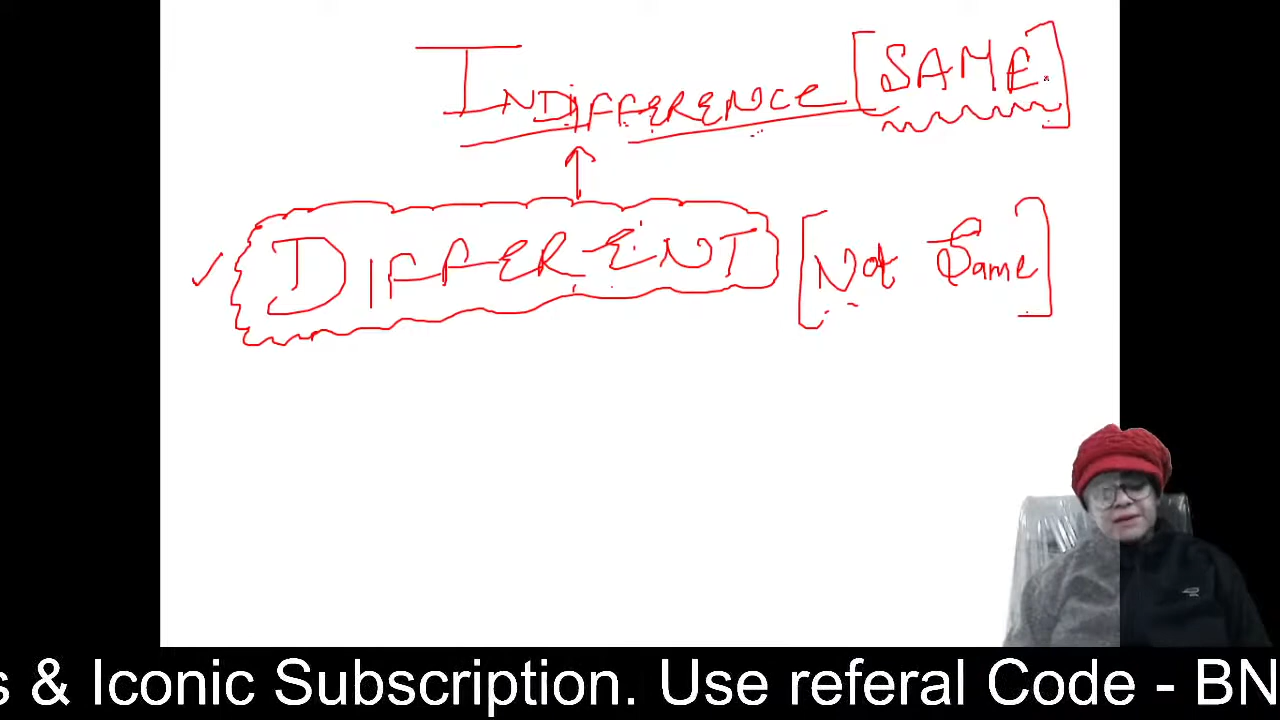 INDIFFERENCE [SAME]
DIFFERENT [Not Same]
s & Iconic Subscription. Use referal Code - BN